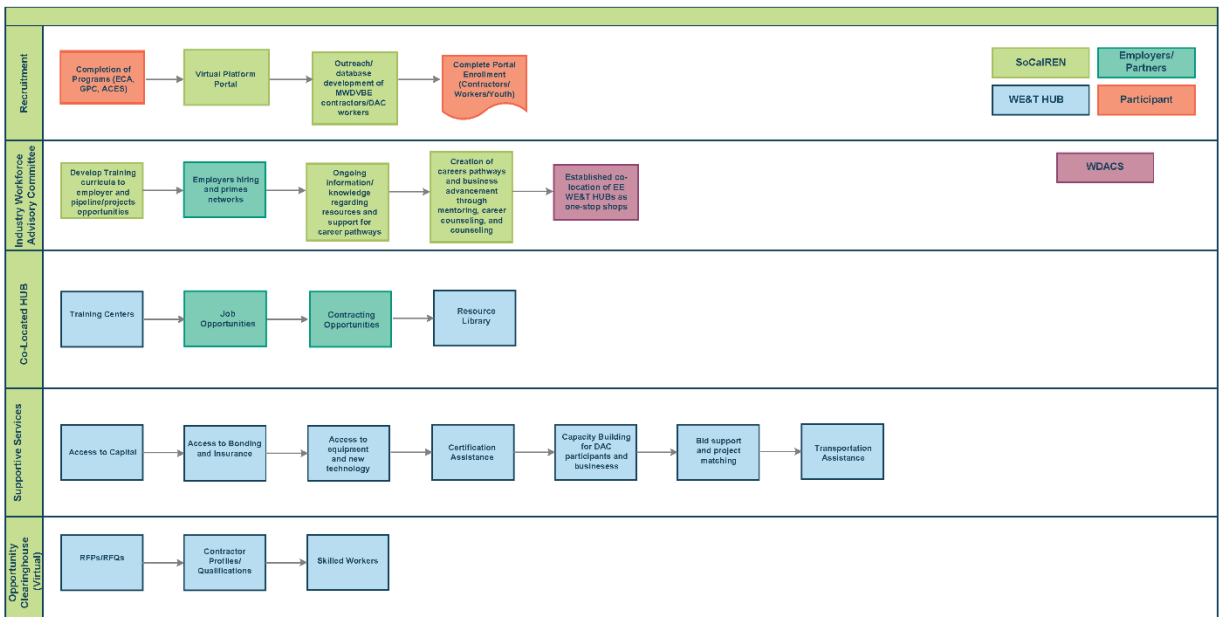 Recruitment
Completion of
Programs (ECA,
GPC, ACES)
Virtual Platform
Portal
Outreach/
database
development of
MWDVBE
contractors/DAC
workers
Complete Portal
Enrollment
(Contractors/
Workers/Youth)
SoCalREN
Employers/
Partners
WE&T HUB
Participant
Industry Workforce
Advisory Committee
Develop Training
curricula to
employer and
pipeline/projects
opportunities
Employers hiring
and primes
networks
Ongoing
information/
knowledge
regarding
resources and
support for
career pathways
Creation of
careers pathways
and business
advancement
through
mentoring, career
counseling, and
counseling
Established co-
location of EE
WE&T HUBs as
one-stop shops
WDACS
Co-Located HUB
Training Centers
Job
Opportunities
Contracting
Opportunities
Resource
Library
Supportive Services
Access to Capital
Access to Bonding
and Insurance
Access to
equipment
and new
technology
Certification
Assistance
Capacity Building
for DAC
participants and
businesess
Bid support
and project
matching
Transportation
Assistance
Opportunity
Clearinghouse
(Virtual)
RFPs/RFQs
Contractor
Profiles/
Qualifications
Skilled Workers